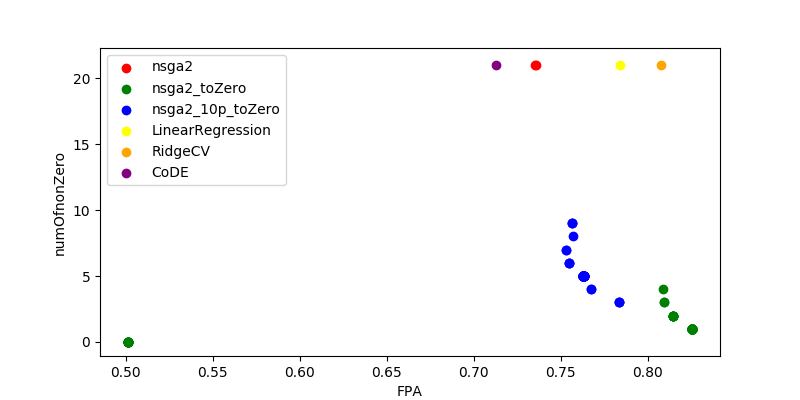 nsga2
nsga2_toZero
nsga2_10p_toZero
LinearRegression
RidgeCV
CoDE
numOfnonZero
20
15
10
5
0
0.50 0.55 0.60 0.65 0.70 0.75 0.80
FPA